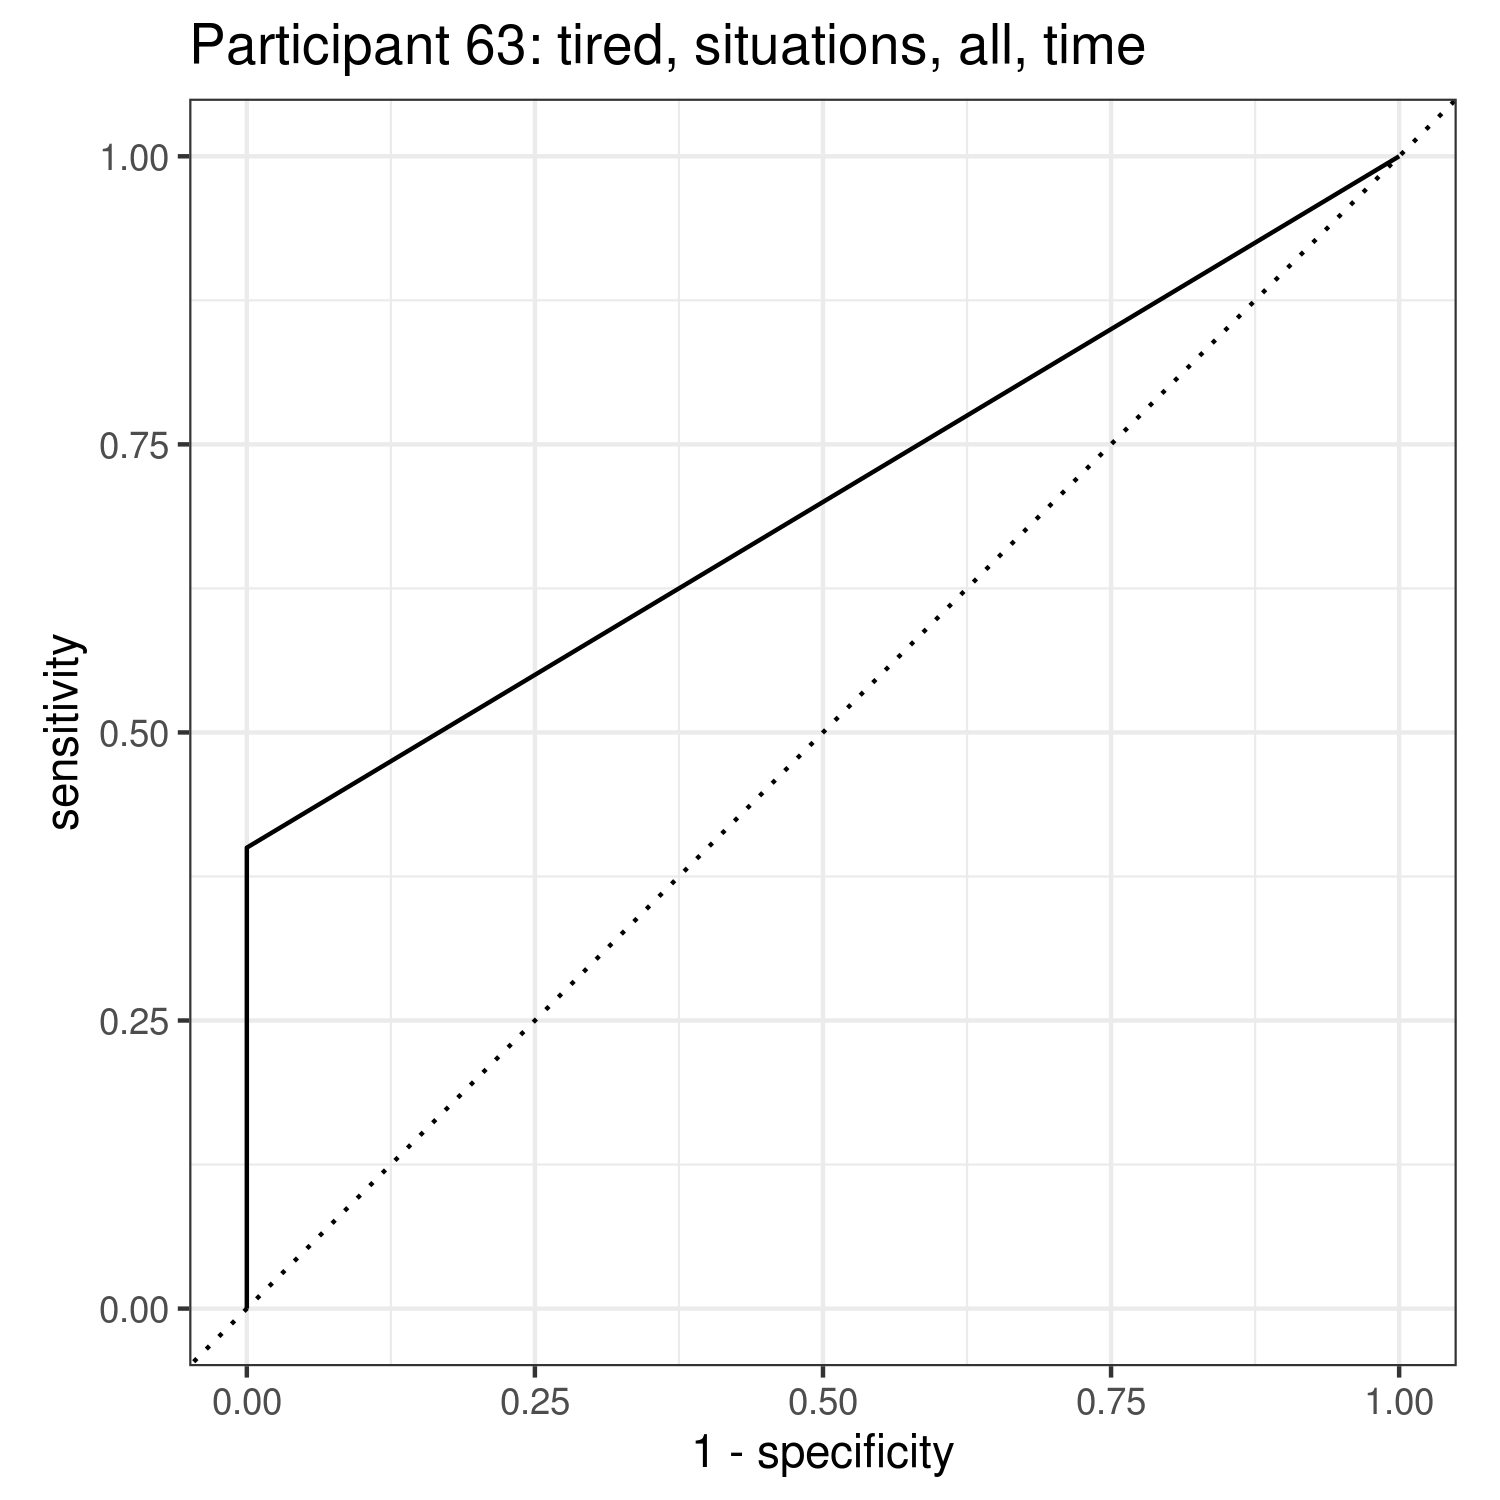 Participant 63: tired, situations, all, time
1.00
0.75
0.50
0.25
0.00
sensitivity
0.00 0.25 0.50 0.75 1.00
1 - specificity